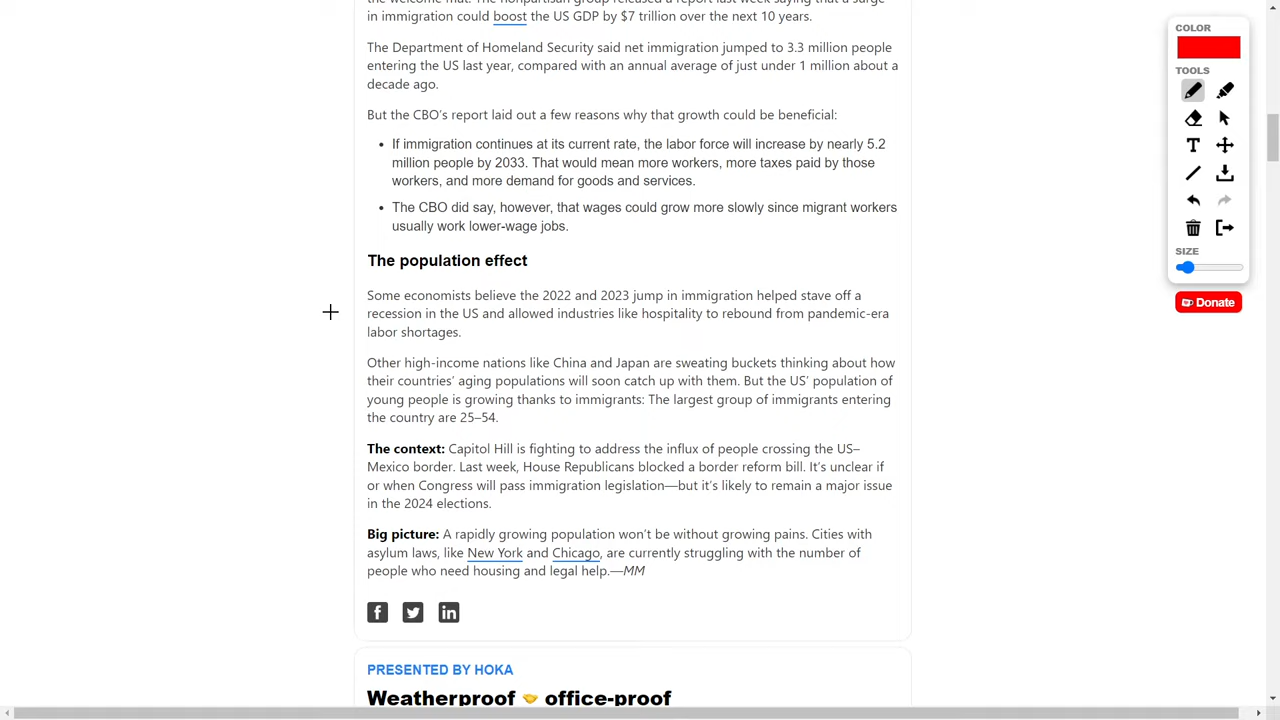 the welcome mat. The nonpartisan group released a report last week saying that a surge
in immigration could boost the US GDP by $7 trillion over the next 10 years.
The Department of Homeland Security said net immigration jumped to 3.3 million people
entering the US last year, compared with an annual average of just under 1 million about a
decade ago.
But the CBO's report laid out a few reasons why that growth could be beneficial:
• If immigration continues at its current rate, the labor force will increase by nearly 5.2
million people by 2033. That would mean more workers, more taxes paid by those
workers, and more demand for goods and services.
• The CBO did say, however, that wages could grow more slowly since migrant workers
usually work lower-wage jobs.
The population effect
Some economists believe the 2022 and 2023 jump in immigration helped stave off a
recession in the US and allowed industries like hospitality to rebound from pandemic-era
labor shortages.
Other high-income nations like China and Japan are sweating buckets thinking about how
their countries' aging populations will soon catch up with them. But the US' population of
young people is growing thanks to immigrants: The largest group of immigrants entering
the country are 25–54.
The context: Capitol Hill is fighting to address the influx of people crossing the US–
Mexico border. Last week, House Republicans blocked a border reform bill. It's unclear if
or when Congress will pass immigration legislation—but it's likely to remain a major issue
in the 2024 elections.
Big picture: A rapidly growing population won't be without growing pains. Cities with
asylum laws, like New York and Chicago, are currently struggling with the number of
people who need housing and legal help.—MM
PRESENTED BY HOKA
Weatherproof 🤝 office-proof
COLOR
TOOLS
SIZE
Donate